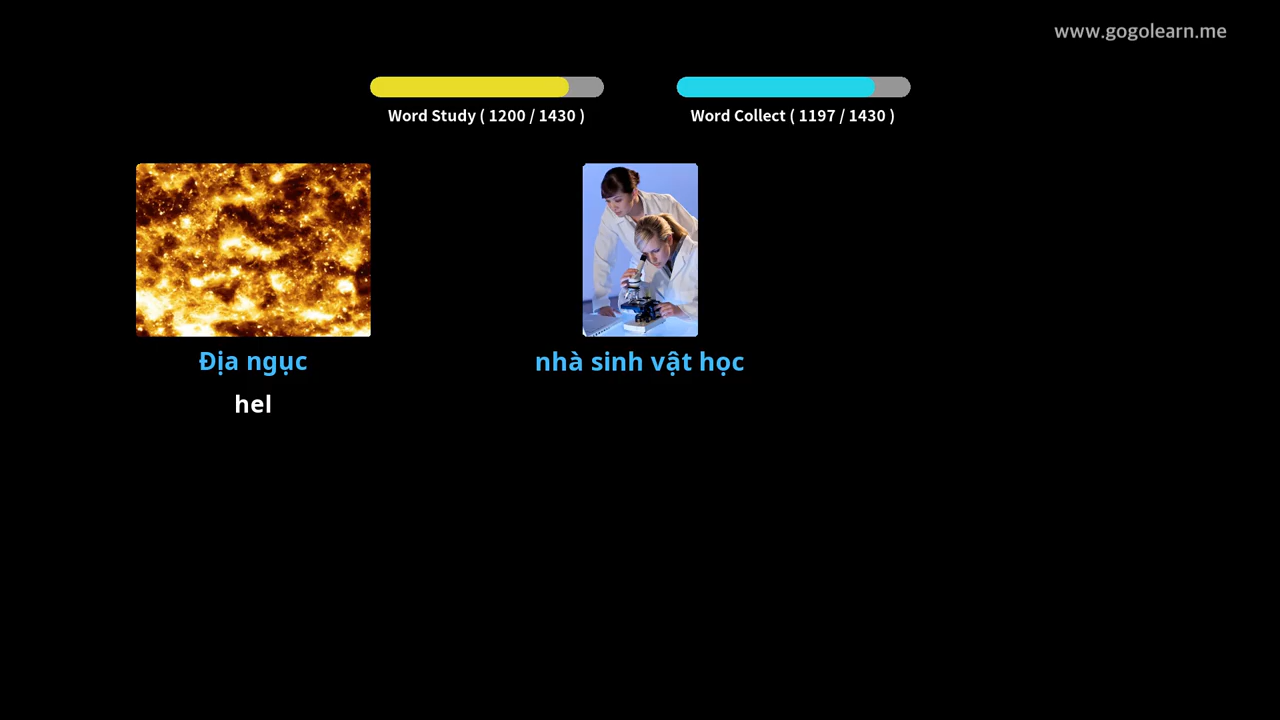 www.gogolearn.me
Word Study ( 1200 / 1430 )
Word Collect ( 1197 / 1430 )
Địa ngục
hel
nhà sinh vật học